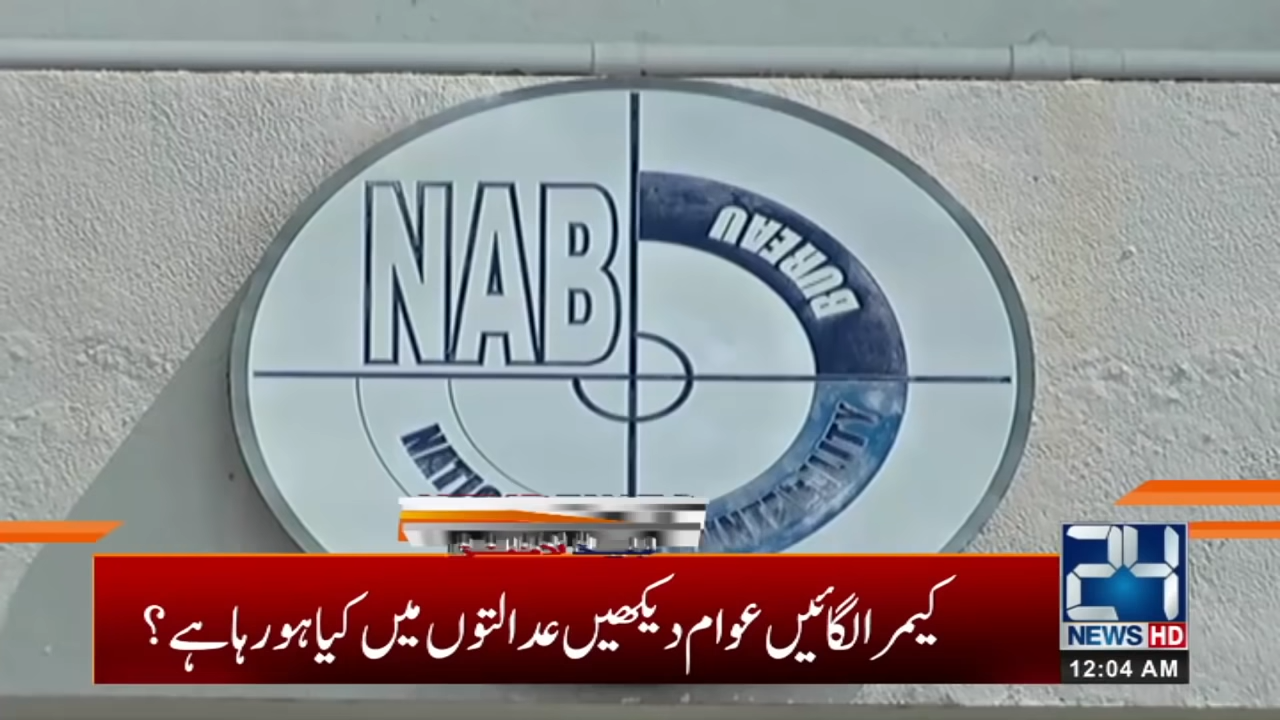 NAB
BUREAU
کیمرا لگائیں عوام دیکھیں عدالتوں میں کیا ہو رہا ہے؟
24
NEWS HD
12:04 AM